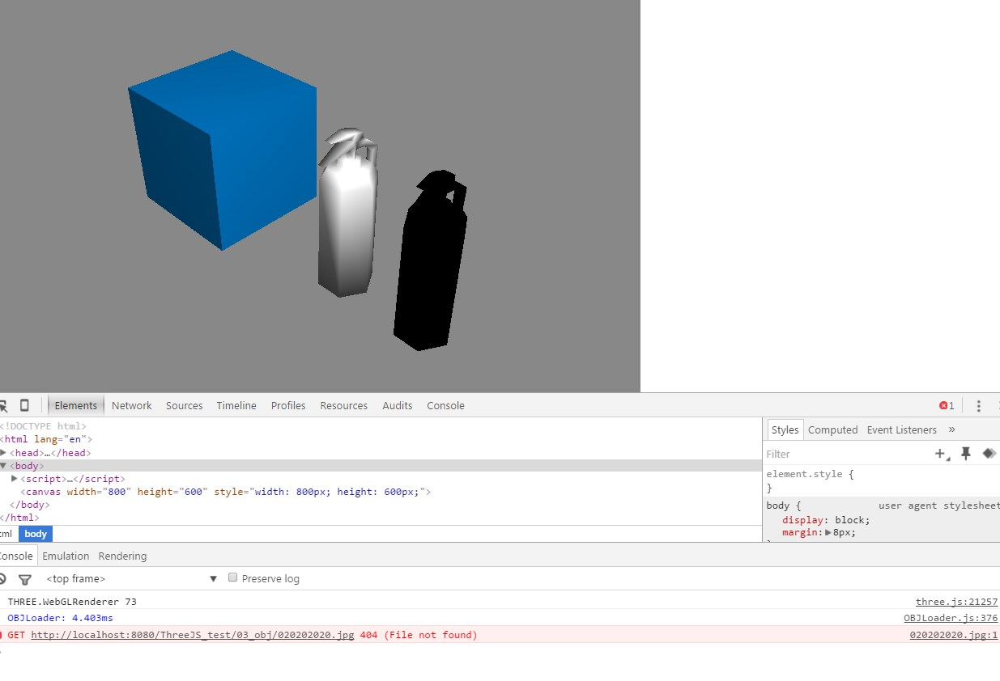 Elements Network Sources Timeline Profiles Resources Audits Console 1
<!DOCTYPE html>
<html lang="en">
<head>…</head>
<body>
<script>…</script>
<canvas width="800" height="600" style="width: 800px; height: 600px;">
</body>
</html>
tml body
Styles Computed Event Listeners »
Filter
element.style {
}
body { user agent stylesheet
display: block;
margin: 8px;
Console Emulation Rendering
<top frame> Preserve log
THREE.WebGLRenderer 73 three.js:21257
OBJLoader: 4.403ms OBJLoader.js:376
GET http://localhost:8080/ThreeJS_test/03_obj/020202020.jpg 404 (File not found) 020202020.jpg:1